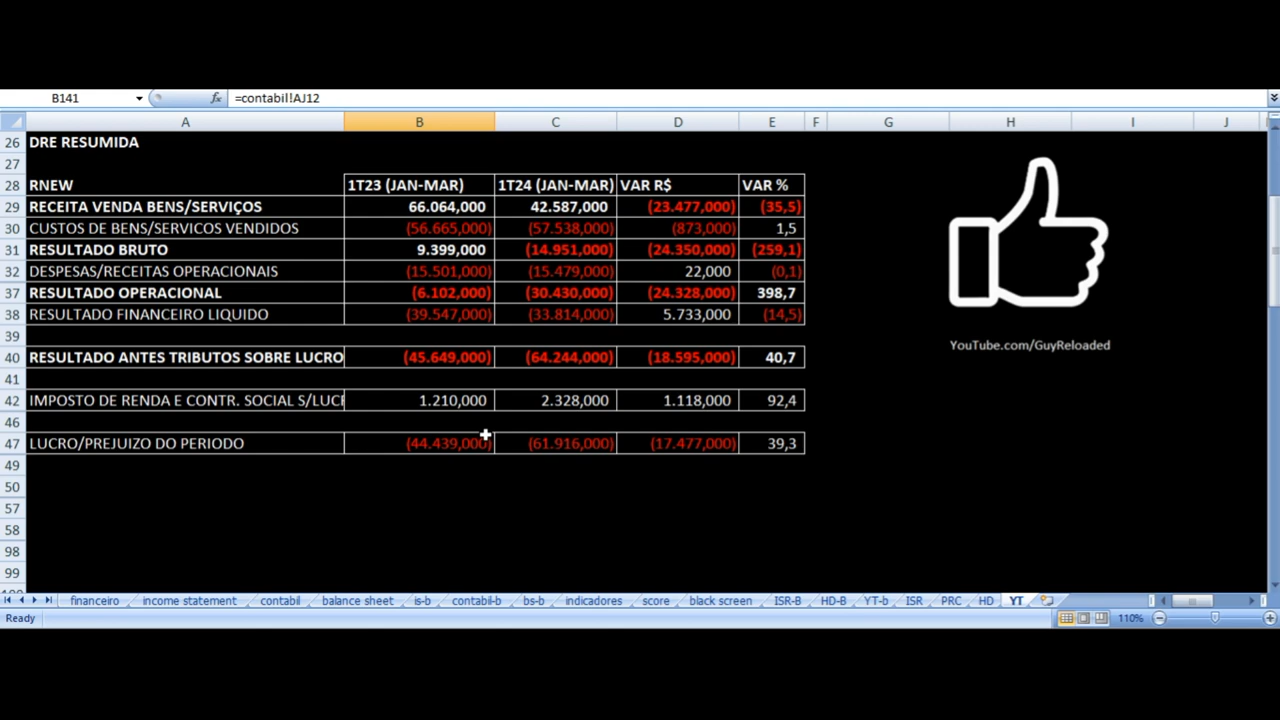 B141 fx =contabil!AJ12
A B C D E F G H I J
26 DRE RESUMIDA
27
28 RNEW 1T23 (JAN-MAR) 1T24 (JAN-MAR) VAR R$ VAR %
29 RECEITA VENDA BENS/SERVIÇOS 66.064,000 42.587,000 (23.477,000) (35,5)
30 CUSTOS DE BENS/SERVICOS VENDIDOS (56.665,000) (57.538,000) (873,000) 1,5
31 RESULTADO BRUTO 9.399,000 (14.951,000) (24.350,000) (259,1)
32 DESPESAS/RECEITAS OPERACIONAIS (15.501,000) (15.479,000) 22,000 (0,1)
37 RESULTADO OPERACIONAL (6.102,000) (30.430,000) (24.328,000) 398,7
38 RESULTADO FINANCEIRO LIQUIDO (39.547,000) (33.814,000) 5.733,000 (14,5)
39
YouTube.com/GuyReloaded
40 RESULTADO ANTES TRIBUTOS SOBRE LUCRO (45.649,000) (64.244,000) (18.595,000) 40,7
41
42 IMPOSTO DE RENDA E CONTR. SOCIAL S/LUCR 1.210,000 2.328,000 1.118,000 92,4
46
47 LUCRO/PREJUIZO DO PERIODO (44.439,000) (61.916,000) (17.477,000) 39,3
49
50
57
58
98
99
financeiro income statement contabil balance sheet is-b contabil-b bs-b indicadores score black screen ISR-B HD-B YT-b ISR PRC HD YT
Ready 110%